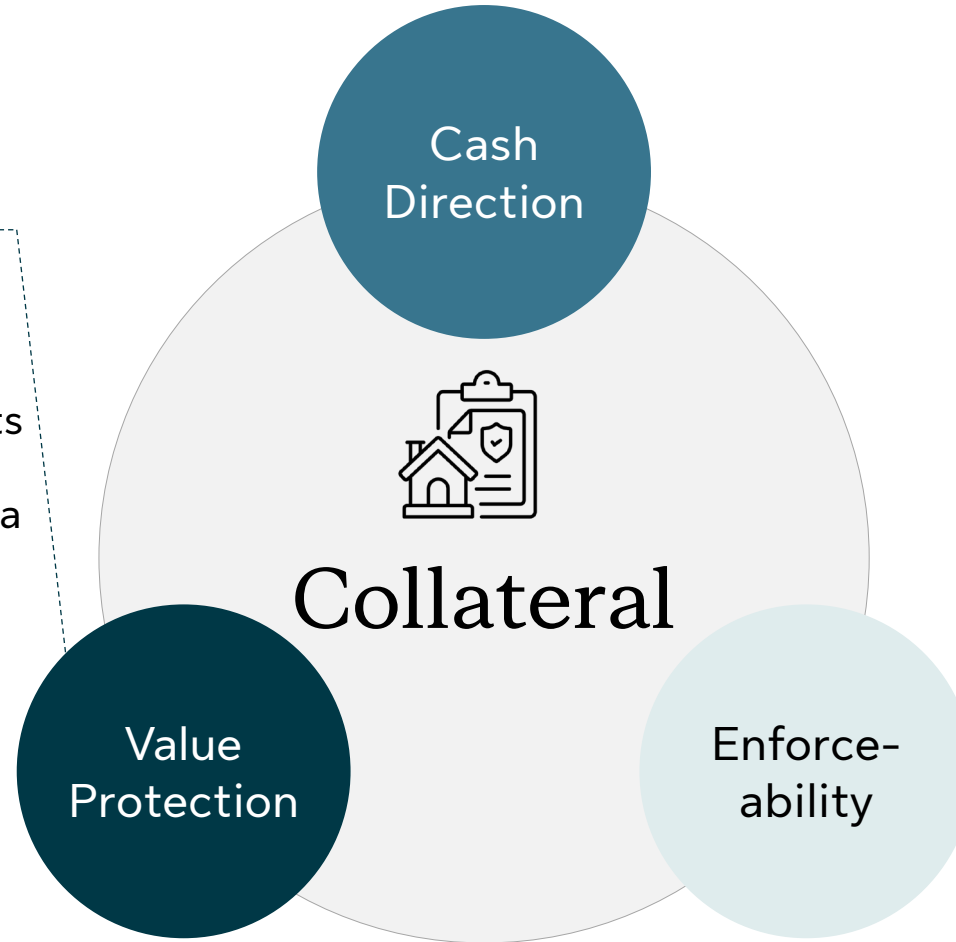 Cash
Direction
Collateral
Value
Protection
Enforce-
ability